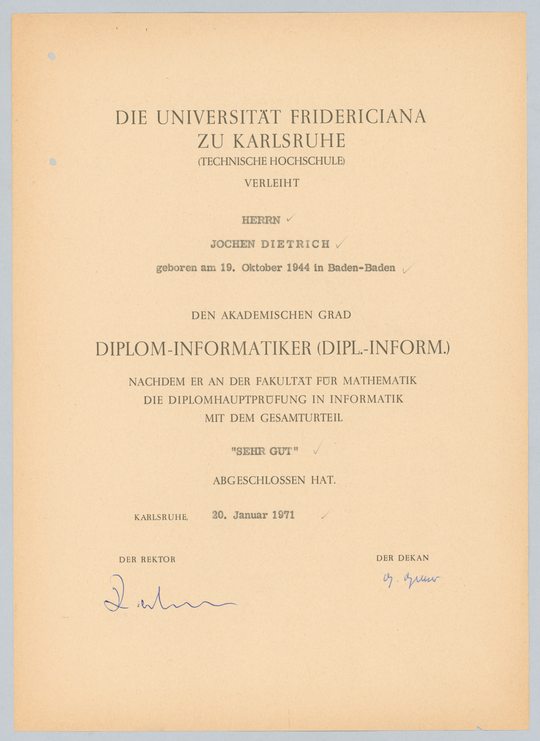 DIE UNIVERSITÄT FRIDERICIANA
ZU KARLSRUHE
(TECHNISCHE HOCHSCHULE)
VERLEIHT
HERRN
JOCHEN DIETRICH
geboren am 19. Oktober 1944 in Baden-Baden
DEN AKADEMISCHEN GRAD
DIPLOM-INFORMATIKER (DIPL.-INFORM.)
NACHDEM ER AN DER FAKULTÄT FÜR MATHEMATIK
DIE DIPLOMHAUPTPRÜFUNG IN INFORMATIK
MIT DEM GESAMTURTEIL
"SEHR GUT"
ABGESCHLOSSEN HAT.
KARLSRUHE, 20. Januar 1971
DER REKTOR DER DEKAN